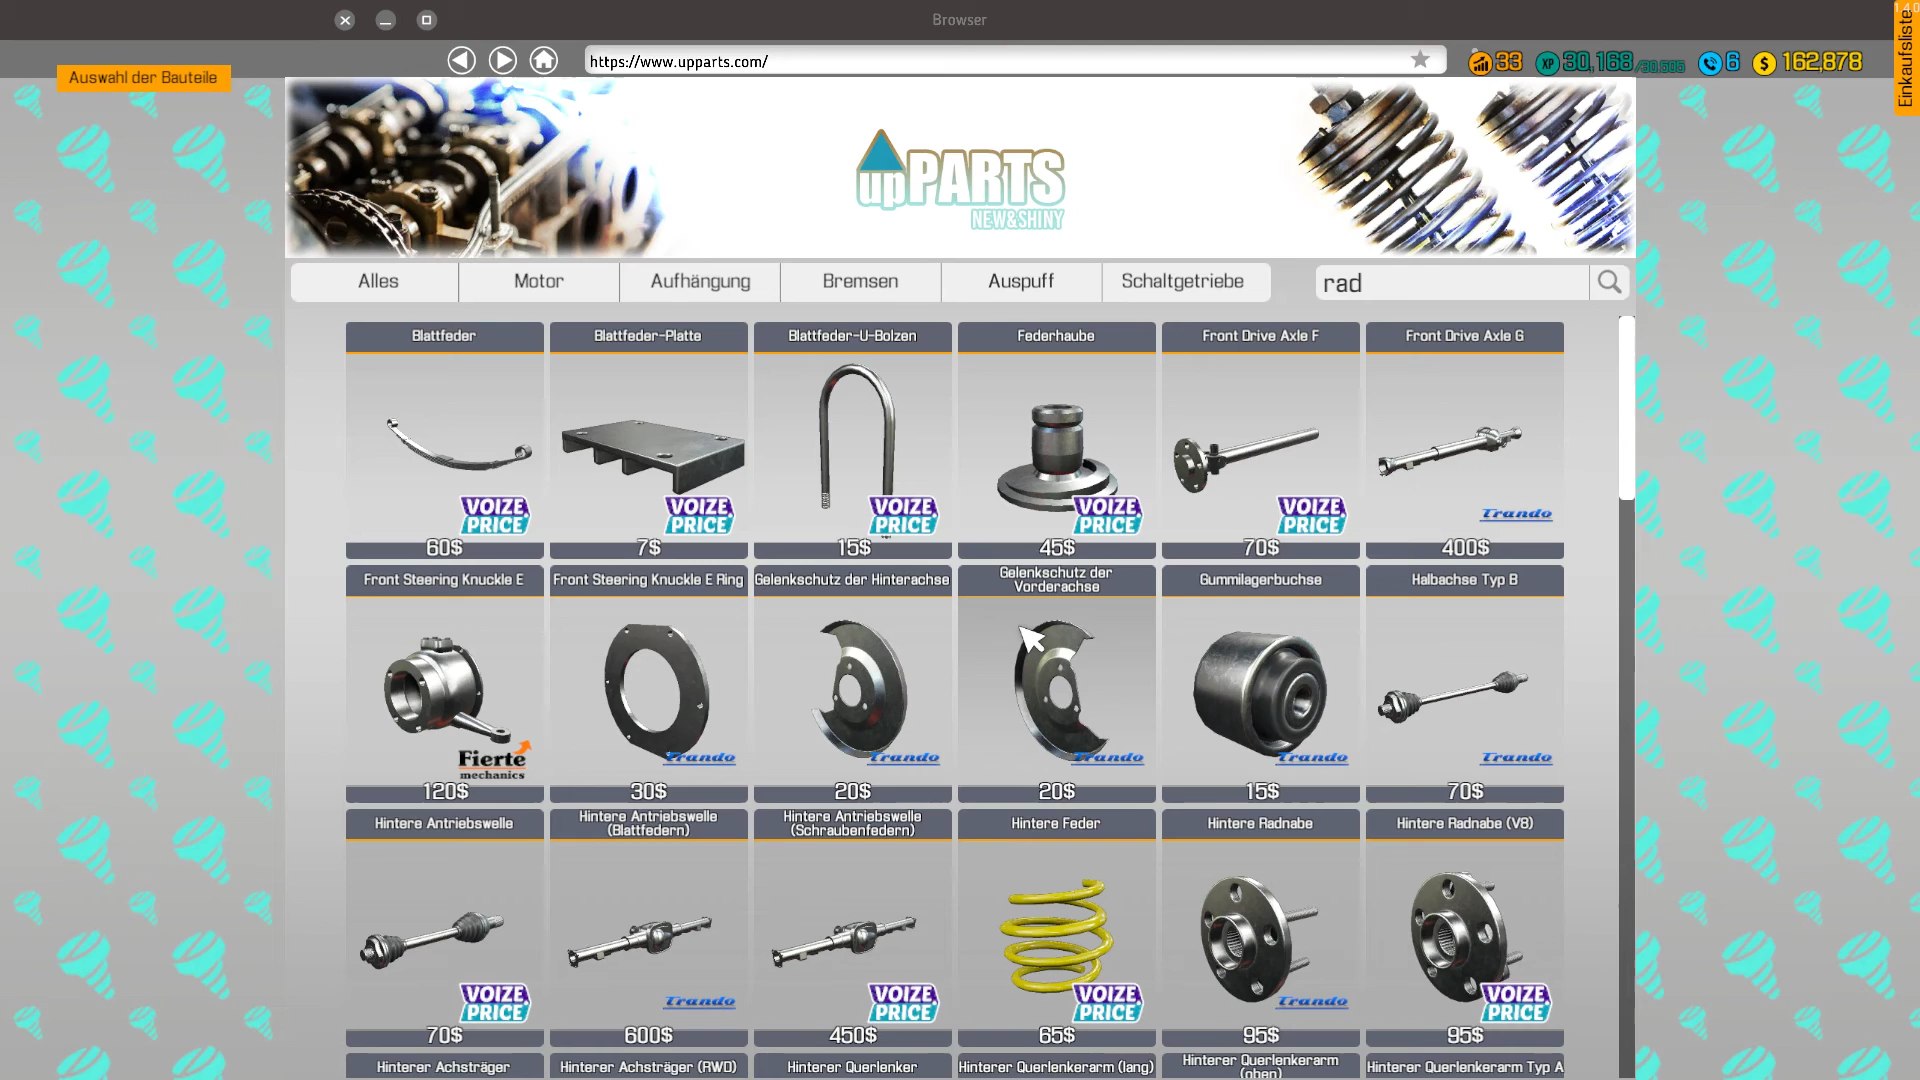 Browser
1.4.0
https://www.upparts.com/
33
XP
30,168
6
$
162,878
Auswahl der Bauteile
Einkaufsliste
upPARTS
NEW&SHINY
Alles
Motor
Aufhängung
Bremsen
Auspuff
Schaltgetriebe
rad
Blattfeder
Blattfeder-Platte
Blattfeder-U-Bolzen
Federhaube
Front Drive Axle F
Front Drive Axle G
VOIZE
PRICE
VOIZE
PRICE
VOIZE
PRICE
VOIZE
PRICE
VOIZE
PRICE
Trando
60$
7$
15$
45$
70$
400$
Front Steering Knuckle E
Front Steering Knuckle E Ring
Gelenkschutz der Hinterachse
Gelenkschutz der
Vorderachse
Gummilagerbuchse
Halbachse Typ B
Fierte
mechanics
Trando
Trando
Trando
Trando
Trando
120$
30$
20$
20$
15$
70$
Hintere Antriebswelle
Hintere Antriebswelle
(Blattfedern)
Hintere Antriebswelle
(Schraubenfedern)
Hintere Feder
Hintere Radnabe
Hintere Radnabe (V8)
VOIZE
PRICE
Trando
VOIZE
PRICE
VOIZE
PRICE
Trando
VOIZE
PRICE
70$
600$
450$
65$
95$
95$
Hinterer Achsträger
Hinterer Achsträger (RWD)
Hinterer Querlenker
Hinterer Querlenkerarm (lang)
Hinterer Querlenkerarm
(oben)
Hinterer Querlenkerarm Typ A